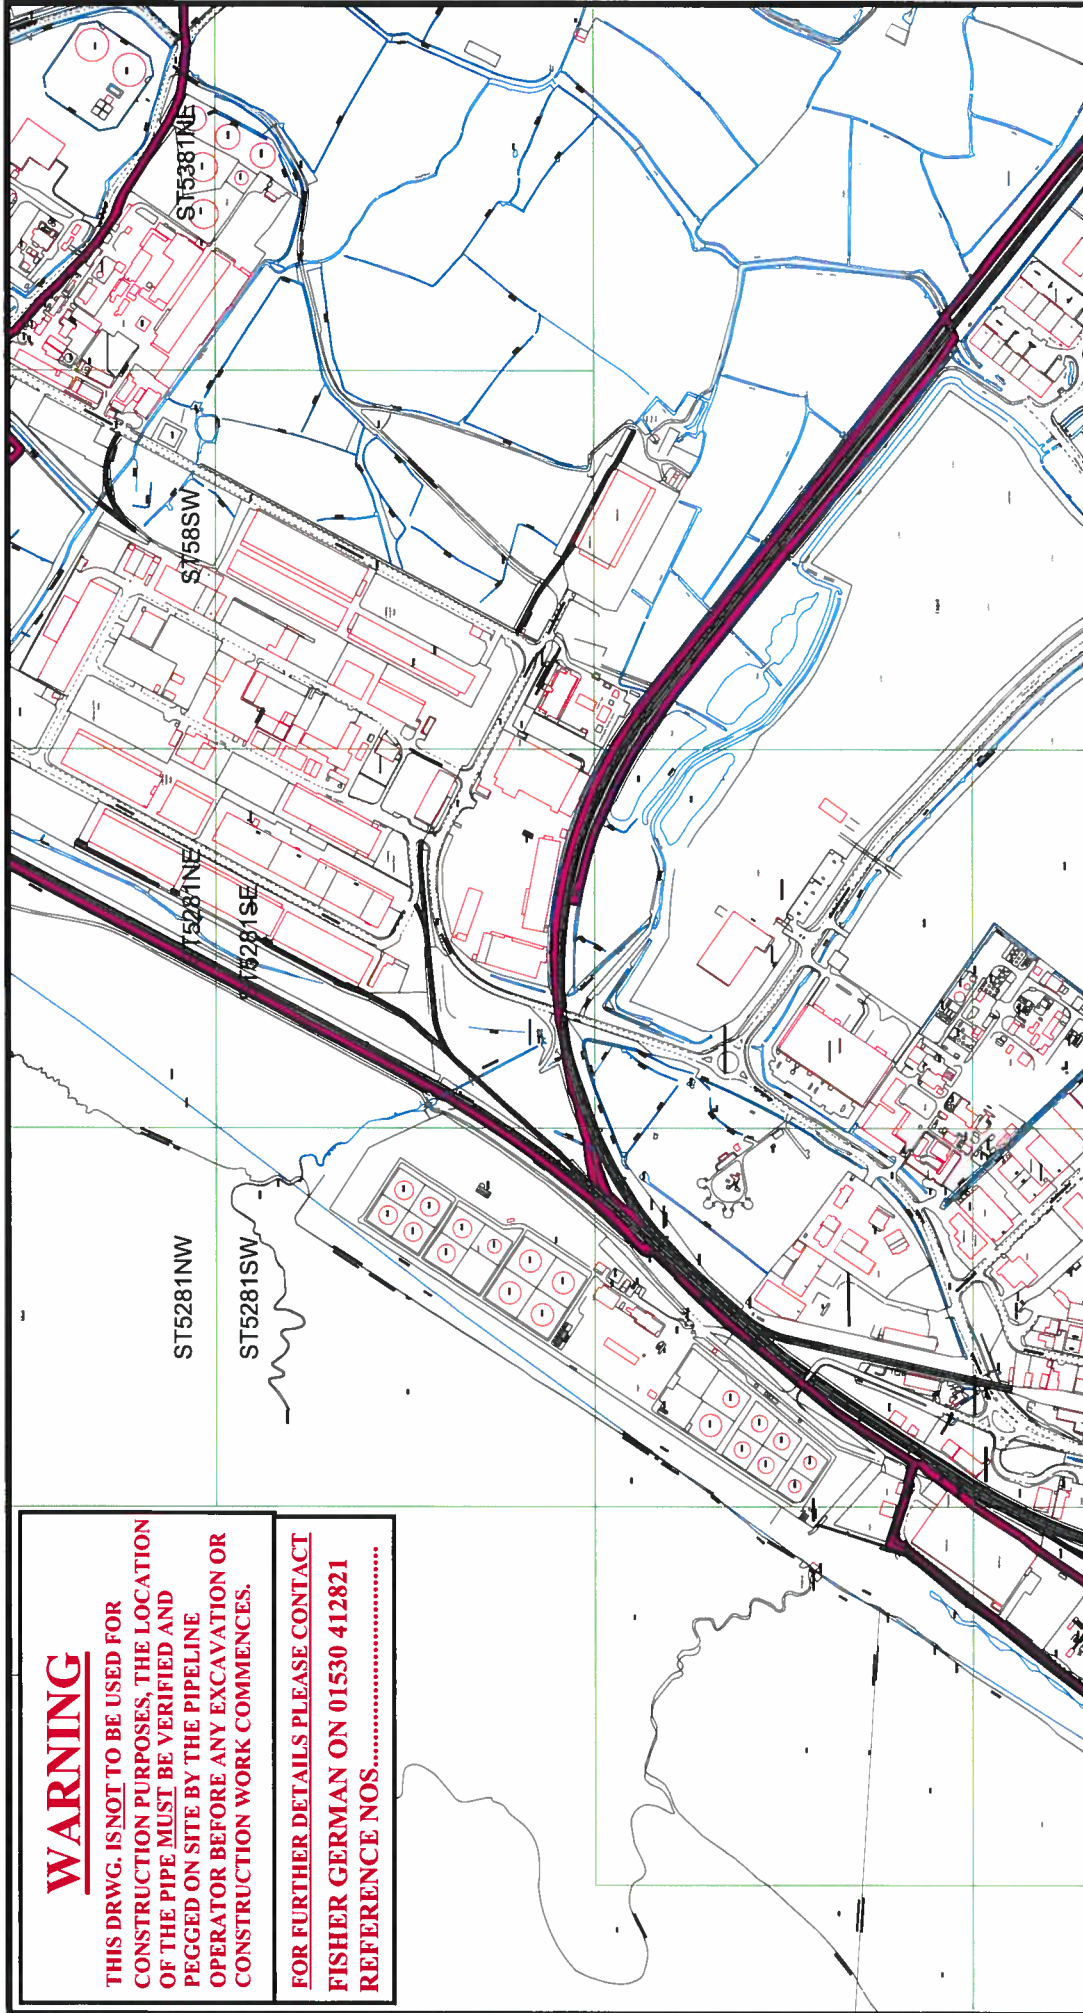 WARNING
THIS DRWG. IS NOT TO BE USED FOR
CONSTRUCTION PURPOSES, THE LOCATION
OF THE PIPE MUST BE VERIFIED AND
PEGGED ON SITE BY THE PIPELINE
OPERATOR BEFORE ANY EXCAVATION OR
CONSTRUCTION WORK COMMENCES.
FOR FURTHER DETAILS PLEASE CONTACT
FISHER GERMAN ON 01530 412821
REFERENCE NOS..............................
ST5281NW
ST5281SW
T5281NE
ST5281SE
ST58SW
ST5381NE